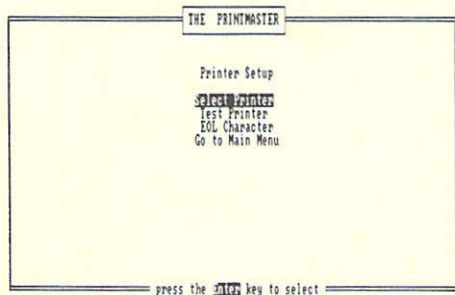 THE PRINTMASTER
Printer Setup
Select Printer
Test Printer
EOL Character
Go to Main Menu
press the Enter key to select